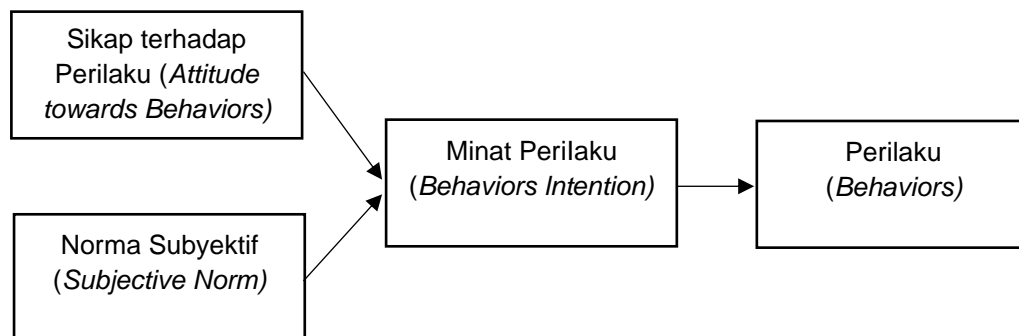 Sikap terhadap
Perilaku (Attitude
towards Behaviors)
Minat Perilaku
(Behaviors Intention)
Perilaku
(Behaviors)
Norma Subyektif
(Subjective Norm)